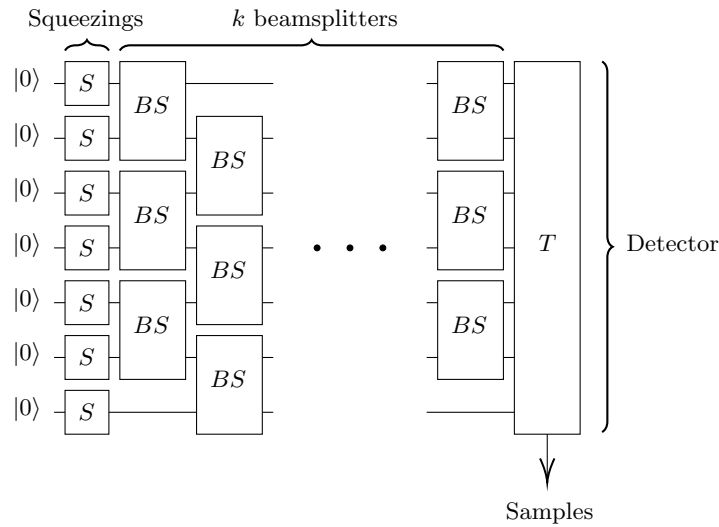 Squeezings
k beamsplitters
|0⟩ S BS BS
|0⟩ S BS
|0⟩ S BS BS
|0⟩ S BS T Detector
|0⟩ S BS BS
|0⟩ S BS
|0⟩ S
Samples